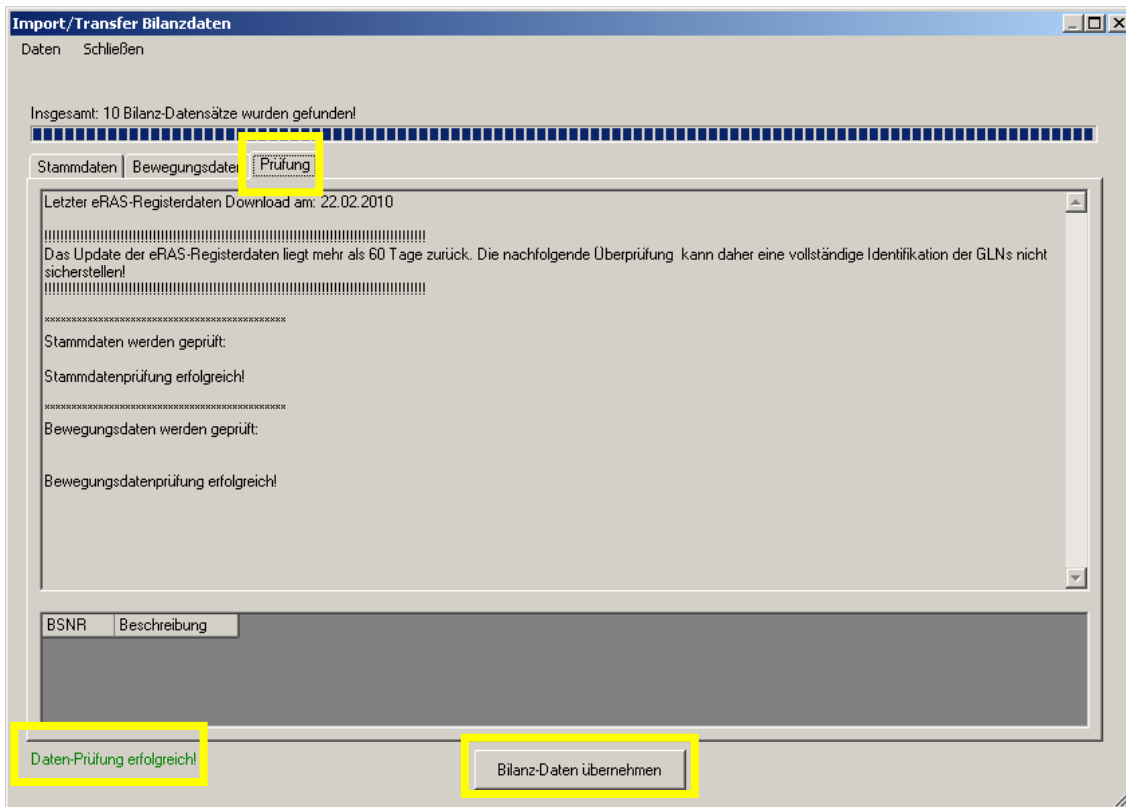 Import/Transfer Bilanzdaten
Daten Schließen
Insgesamt: 10 Bilanz-Datensätze wurden gefunden!
Stammdaten Bewegungsdaten Prüfung
Letzter eRAS-Registerdaten Download am: 22.02.2010
!!!!!!!!!!!!!!!!!!!!!!!!!!!!!!!!!!!!!!!!!!!!!!!!!!!!!!!!!!!!!!!!!!!!!!!!!!!!!!!!!!!!!
Das Update der eRAS-Registerdaten liegt mehr als 60 Tage zurück. Die nachfolgende Überprüfung kann daher eine vollständige Identifikation der GLNs nicht
sicherstellen!
!!!!!!!!!!!!!!!!!!!!!!!!!!!!!!!!!!!!!!!!!!!!!!!!!!!!!!!!!!!!!!!!!!!!!!!!!!!!!!!!!!!!!
*********************************************
Stammdaten werden geprüft:
Stammdatenprüfung erfolgreich!
*********************************************
Bewegungsdaten werden geprüft:
Bewegungsdatenprüfung erfolgreich!
BSNR Beschreibung
Daten-Prüfung erfolgreich!
Bilanz-Daten übernehmen